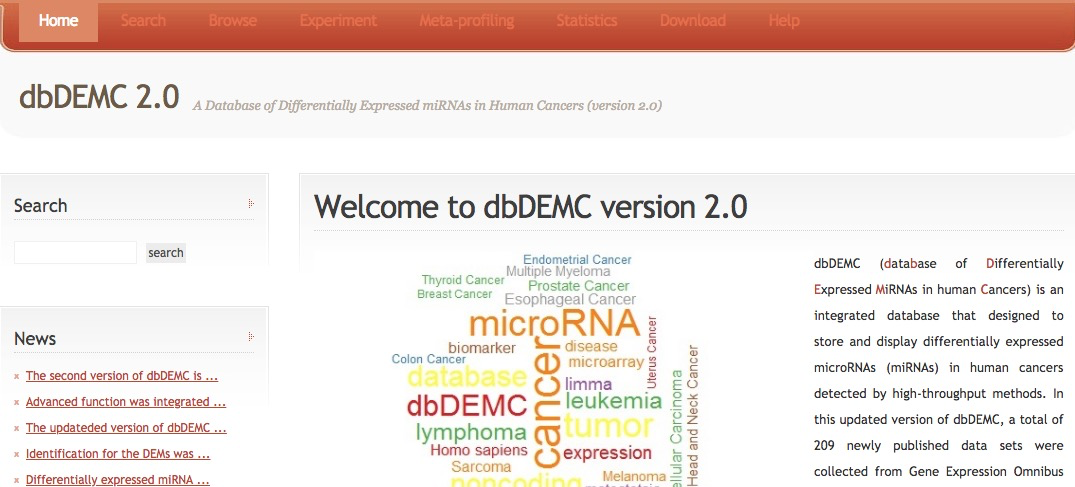 Home Search Browse Experiment Meta-profiling Statistics Download Help
dbDEMC 2.0 A Database of Differentially Expressed miRNAs in Human Cancers (version 2.0)
Search
search
News
The second version of dbDEMC is ...
Advanced function was integrated ...
The updateded version of dbDEMC ...
Identification for the DEMs was ...
Differentially expressed miRNA ...
Welcome to dbDEMC version 2.0
Endometrial Cancer
Multiple Myeloma
Thyroid Cancer
Prostate Cancer
Breast Cancer
Esophageal Cancer
microRNA
biomarker
disease
Colon Cancer
microarray
Uterus Cancer
database
cancer
limma
dbDEMC
leukemia
lymphoma
tumor
Homo sapiens
expression
Sarcoma
Melanoma
noncoding
ellular Carcinoma
Head and Neck Cancer
dbDEMC (database of Differentially
Expressed MiRNAs in human Cancers) is an
integrated database that designed to
store and display differentially expressed
microRNAs (miRNAs) in human cancers
detected by high-throughput methods. In
this updated version of dbDEMC, a total of
209 newly published data sets were
collected from Gene Expression Omnibus